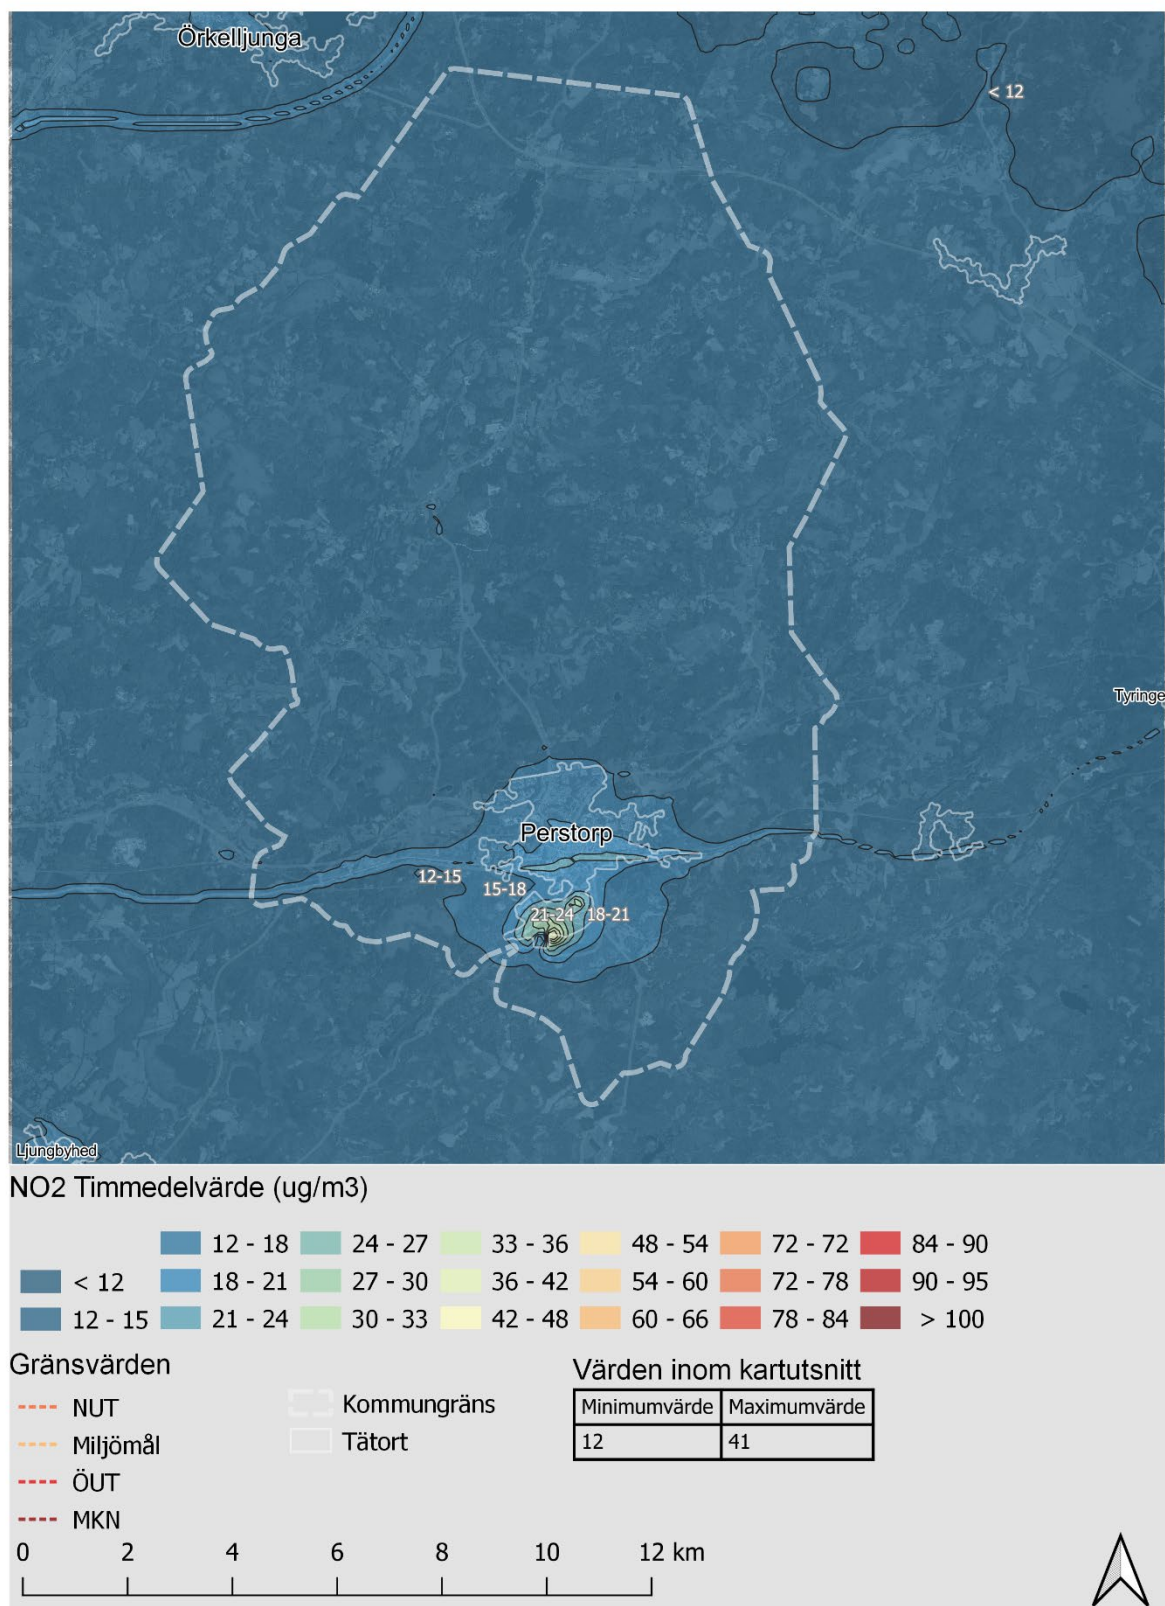 Örkelljunga
< 12
Tyringe
Perstorp
12-15
15-18
21-24
18-21
Ljungbyhed
NO2 Timmedelvärde (ug/m3)
12 - 18 24 - 27 33 - 36 48 - 54 72 - 72 84 - 90
< 12 18 - 21 27 - 30 36 - 42 54 - 60 72 - 78 90 - 95
12 - 15 21 - 24 30 - 33 42 - 48 60 - 66 78 - 84 > 100
Gränsvärden
NUT
Miljömål
ÖUT
MKN
Kommungräns
Tätort
Värden inom kartutsnitt
Minimumvärde Maximumvärde
12 41
0 2 4 6 8 10 12 km